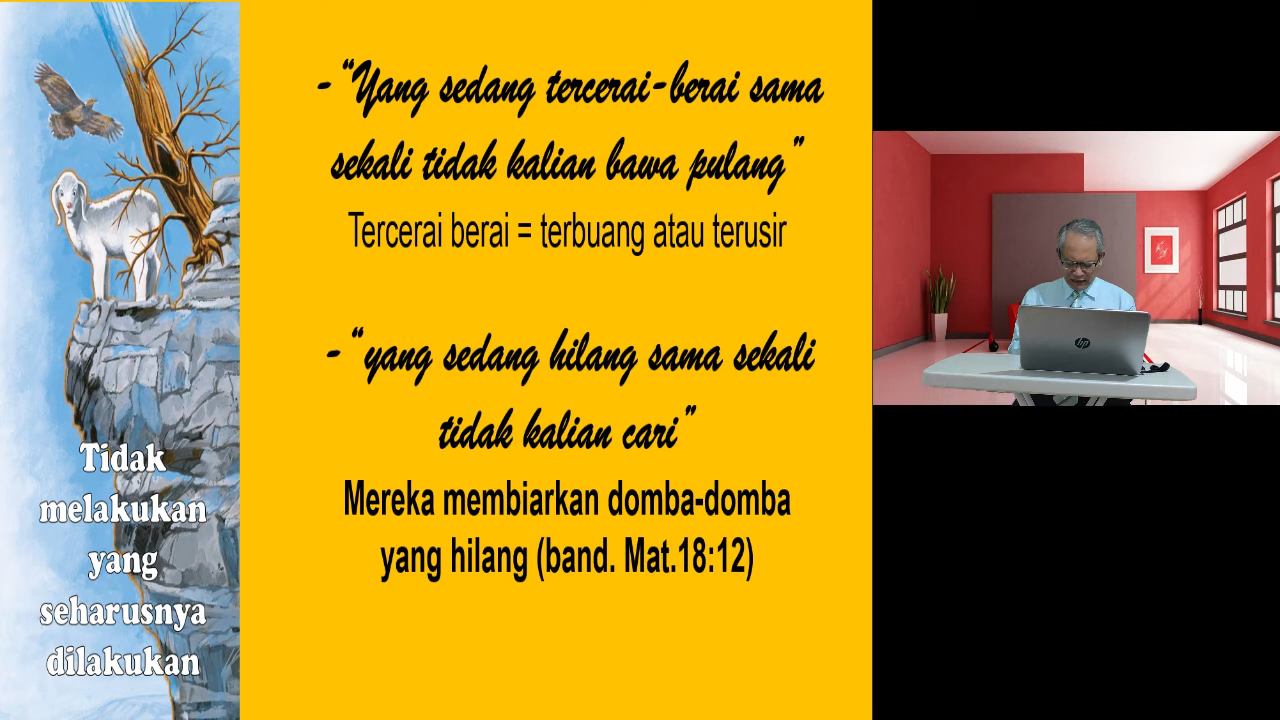 Tidak
melakukan
yang
seharusnya
dilakukan
-"Yang sedang tercerai-berai sama
sekali tidak kalian bawa pulang"
Tercerai berai = terbuang atau terusir
-"yang sedang hilang sama sekali
tidak kalian cari"
Mereka membiarkan domba-domba
yang hilang (band. Mat.18:12)
hp